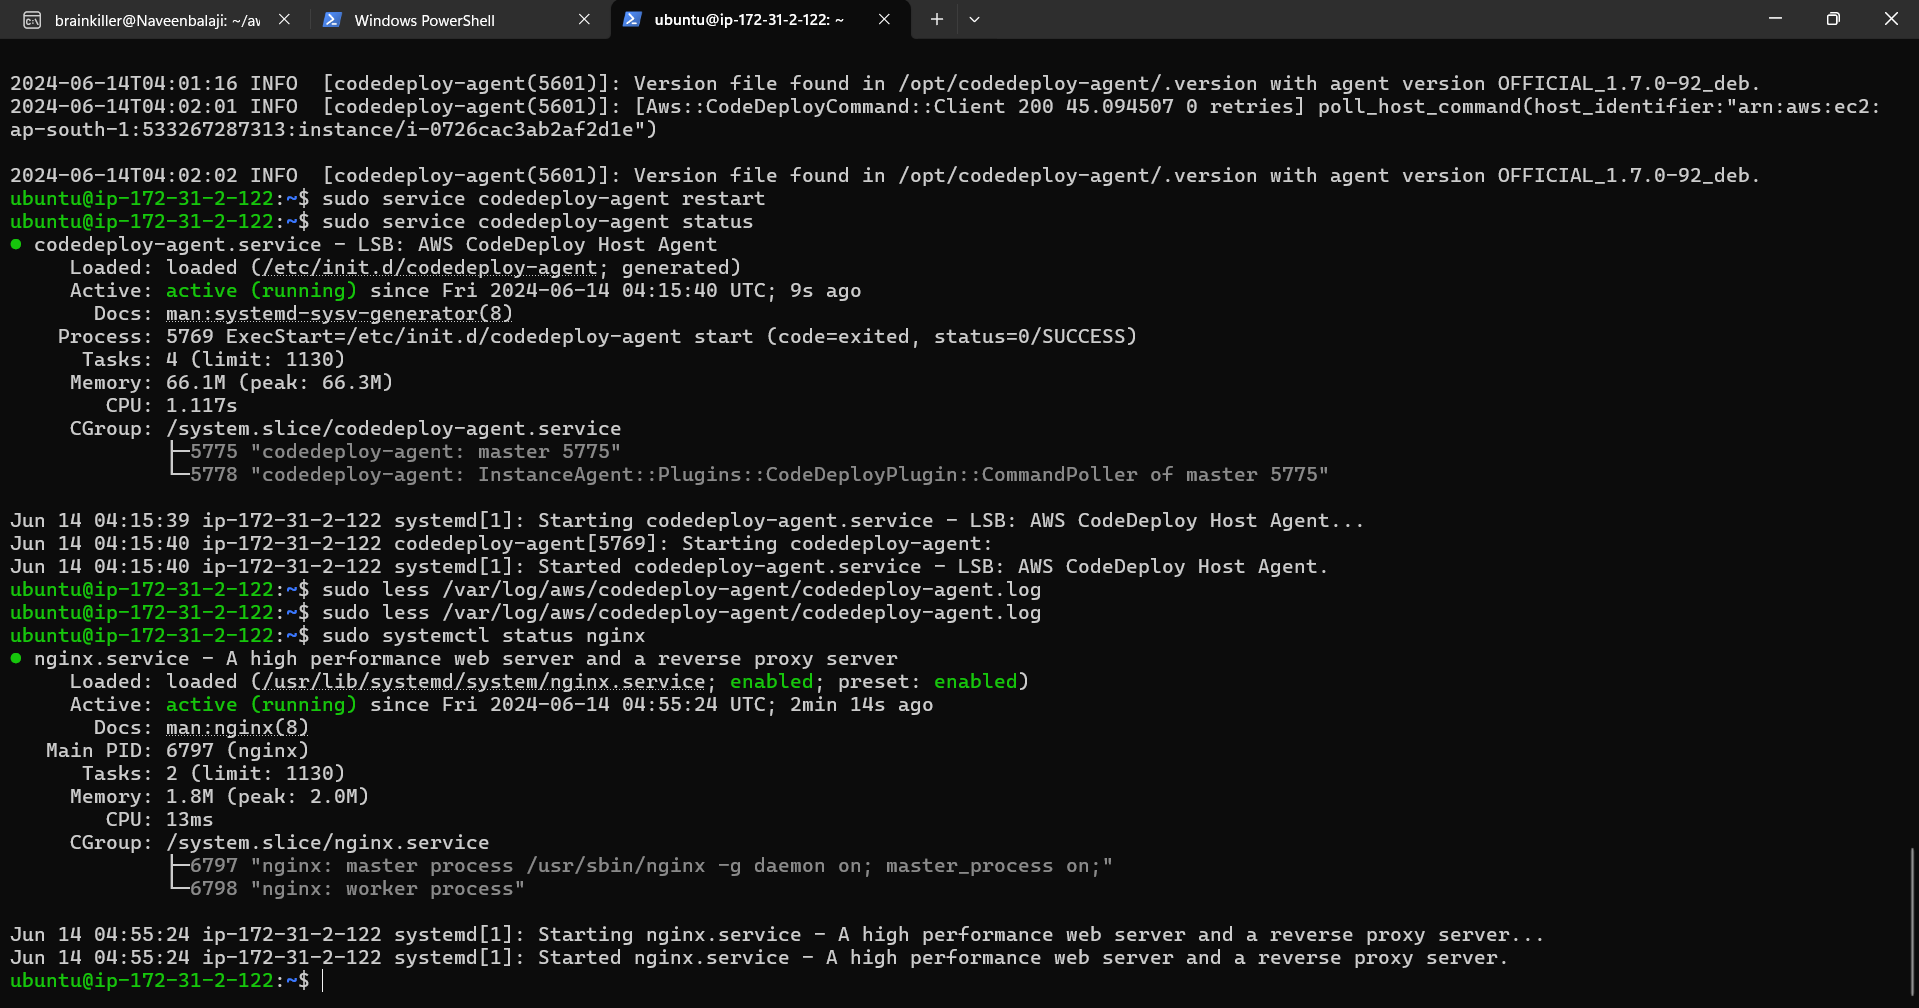 brainkiller@Naveenbalaji: ~/av
Windows PowerShell
ubuntu@ip-172-31-2-122: ~
2024-06-14T04:01:16 INFO  [codedeploy-agent(5601)]: Version file found in /opt/codedeploy-agent/.version with agent version OFFICIAL_1.7.0-92_deb.
2024-06-14T04:02:01 INFO  [codedeploy-agent(5601)]: [Aws::CodeDeployCommand::Client 200 45.094507 0 retries] poll_host_command(host_identifier:"arn:aws:ec2:
ap-south-1:533267287313:instance/i-0726cac3ab2af2d1e")
2024-06-14T04:02:02 INFO  [codedeploy-agent(5601)]: Version file found in /opt/codedeploy-agent/.version with agent version OFFICIAL_1.7.0-92_deb.
ubuntu@ip-172-31-2-122:~$ sudo service codedeploy-agent restart
ubuntu@ip-172-31-2-122:~$ sudo service codedeploy-agent status
● codedeploy-agent.service - LSB: AWS CodeDeploy Host Agent
     Loaded: loaded (/etc/init.d/codedeploy-agent; generated)
     Active: active (running) since Fri 2024-06-14 04:15:40 UTC; 9s ago
       Docs: man:systemd-sysv-generator(8)
    Process: 5769 ExecStart=/etc/init.d/codedeploy-agent start (code=exited, status=0/SUCCESS)
      Tasks: 4 (limit: 1130)
     Memory: 66.1M (peak: 66.3M)
        CPU: 1.117s
     CGroup: /system.slice/codedeploy-agent.service
             ├─5775 "codedeploy-agent: master 5775"
             └─5778 "codedeploy-agent: InstanceAgent::Plugins::CodeDeployPlugin::CommandPoller of master 5775"
Jun 14 04:15:39 ip-172-31-2-122 systemd[1]: Starting codedeploy-agent.service - LSB: AWS CodeDeploy Host Agent...
Jun 14 04:15:40 ip-172-31-2-122 codedeploy-agent[5769]: Starting codedeploy-agent:
Jun 14 04:15:40 ip-172-31-2-122 systemd[1]: Started codedeploy-agent.service - LSB: AWS CodeDeploy Host Agent.
ubuntu@ip-172-31-2-122:~$ sudo less /var/log/aws/codedeploy-agent/codedeploy-agent.log
ubuntu@ip-172-31-2-122:~$ sudo less /var/log/aws/codedeploy-agent/codedeploy-agent.log
ubuntu@ip-172-31-2-122:~$ sudo systemctl status nginx
● nginx.service - A high performance web server and a reverse proxy server
     Loaded: loaded (/usr/lib/systemd/system/nginx.service; enabled; preset: enabled)
     Active: active (running) since Fri 2024-06-14 04:55:24 UTC; 2min 14s ago
       Docs: man:nginx(8)
   Main PID: 6797 (nginx)
      Tasks: 2 (limit: 1130)
     Memory: 1.8M (peak: 2.0M)
        CPU: 13ms
     CGroup: /system.slice/nginx.service
             ├─6797 "nginx: master process /usr/sbin/nginx -g daemon on; master_process on;"
             └─6798 "nginx: worker process"
Jun 14 04:55:24 ip-172-31-2-122 systemd[1]: Starting nginx.service - A high performance web server and a reverse proxy server...
Jun 14 04:55:24 ip-172-31-2-122 systemd[1]: Started nginx.service - A high performance web server and a reverse proxy server.
ubuntu@ip-172-31-2-122:~$